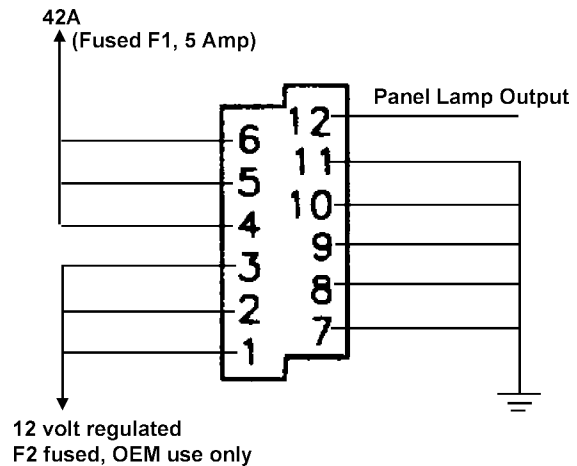 42A
(Fused F1, 5 Amp)
Panel Lamp Output
12
6
11
5
10
4
9
3
8
2
7
1
12 volt regulated
F2 fused, OEM use only